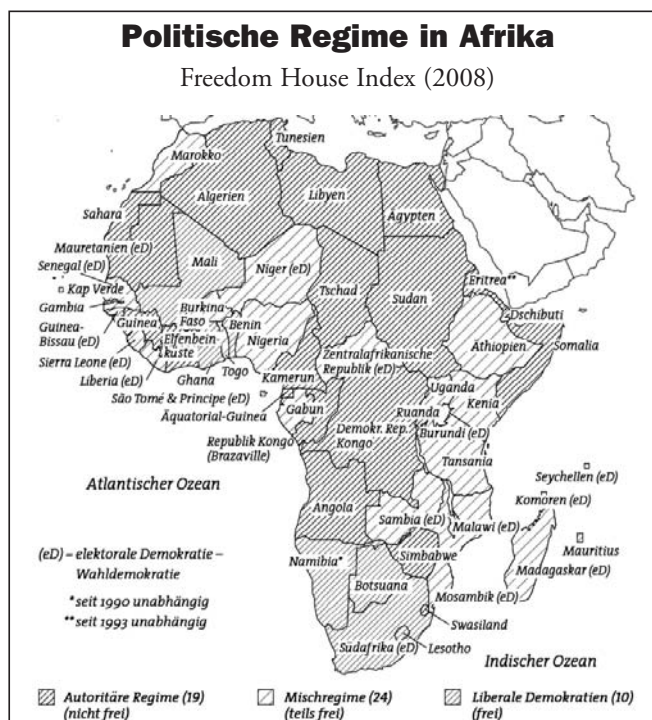 Politische Regime in Afrika
Freedom House Index (2008)
Tunesien
Marokko
Algerien
Libyen
Ägypten
Sahara
Mauretanien (eD)
Senegal (eD)
Mali
Niger (eD)
Kap Verde
Tschad
Sudan
Eritrea**
Gambia
Burkina
Faso
Dschibuti
Guinea-
Bissau (eD)
Guinea
Benin
Nigeria
Elfenbein
küste
Äthiopien
Somalia
Zentralafrikanische
Republik (eD)
Sierra Leone (eD)
Liberia (eD)
Ghana
Togo
Kamerun
São Tomé & Principe (eD)
Uganda
Kenia
Äquatorial-Guinea
Gabun
Ruanda
Demokr. Rep.
Kongo
Burundi (eD)
Republik Kongo
(Brazaville)
Tansania
Atlantischer Ozean
Seychellen (eD)
Angola
Komoren (eD)
Sambia (eD)
Malawi (eD)
Mauritius
(eD) = elektorale Demokratie –
Wahldemokratie
Namibia*
Simbabwe
Madagaskar (eD)
Botsuana
Mosambik (eD)
*seit 1990 unabhängig
**seit 1993 unabhängig
Swasiland
Südafrika (eD)
Lesotho
Indischer Ozean
Autoritäre Regime (19)
(nicht frei)
Mischregime (24)
(teils frei)
Liberale Demokratien (10)
(frei)